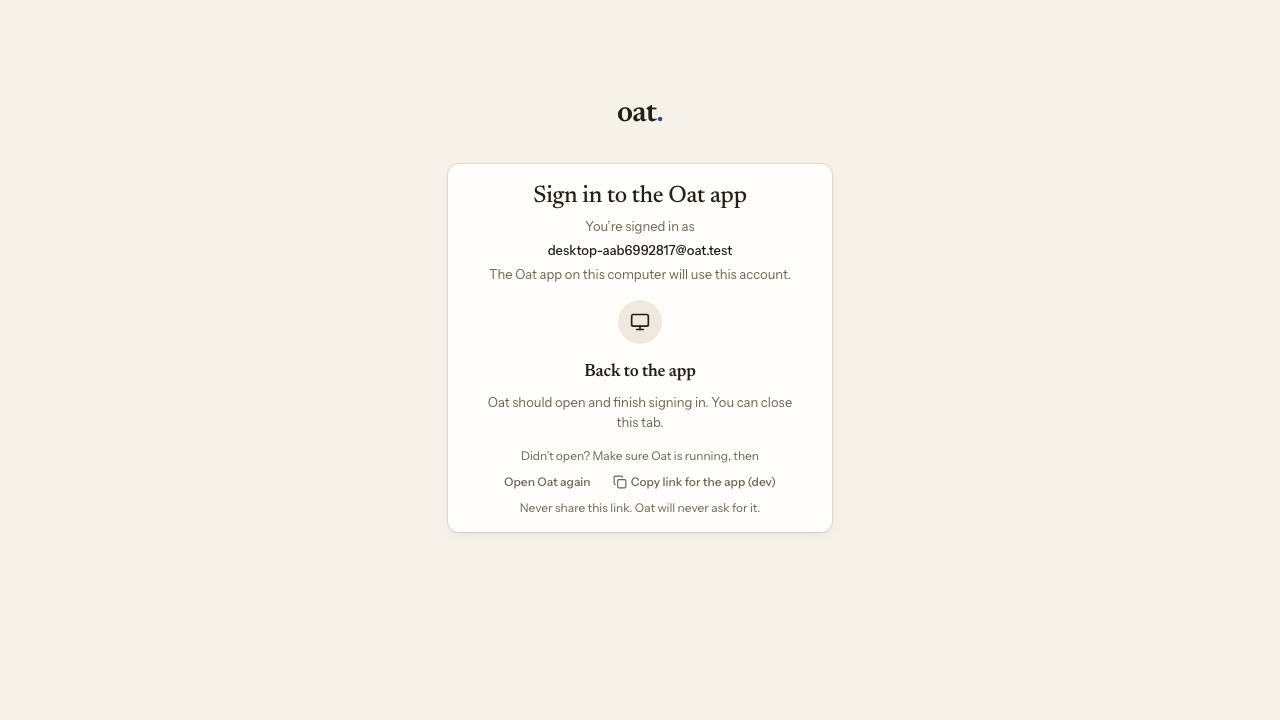 oat.
Sign in to the Oat app
You're signed in as
desktop-aab6992817@oat.test
The Oat app on this computer will use this account.
Back to the app
Oat should open and finish signing in. You can close
this tab.
Didn't open? Make sure Oat is running, then
Open Oat again Copy link for the app (dev)
Never share this link. Oat will never ask for it.